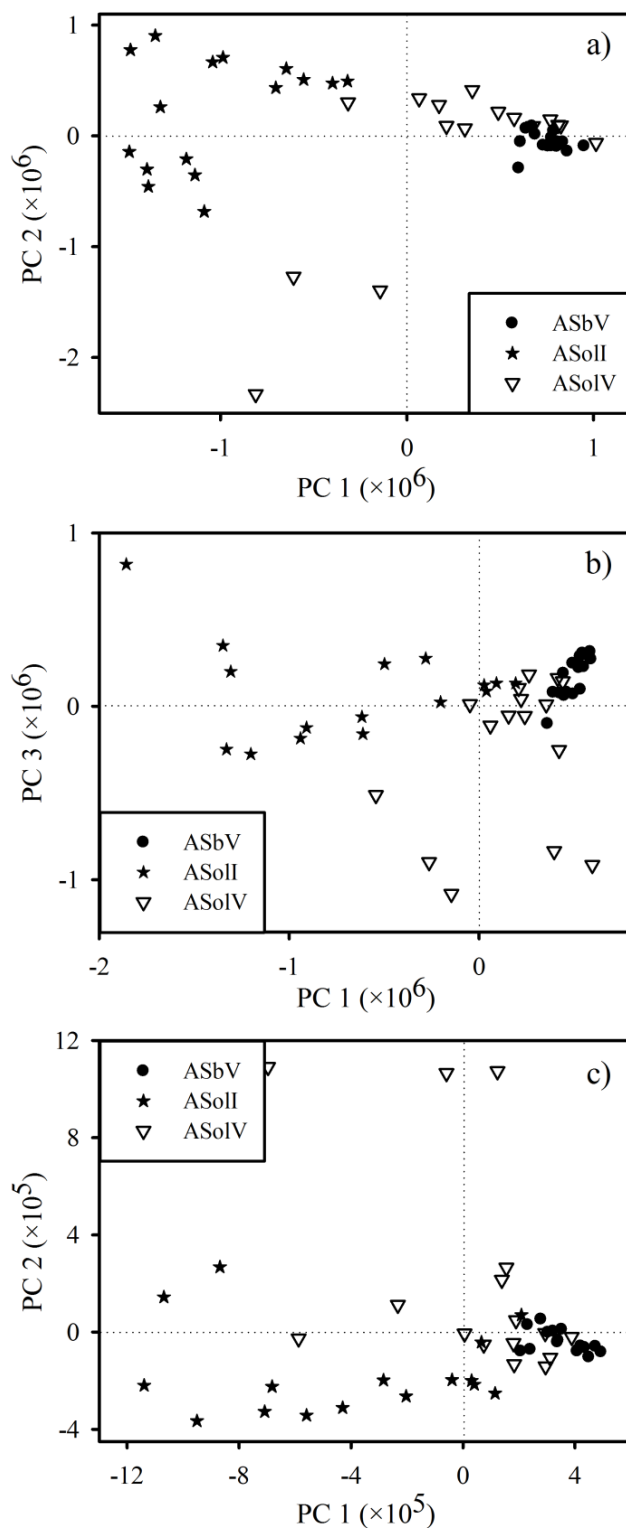 a)
1
0
-1
-2
PC 2 (×10⁶)
ASbV
ASolI
ASolV
-1
0
1
PC 1 (×10⁶)
b)
1
0
-1
PC 3 (×10⁶)
ASbV
ASolI
ASolV
-2
-1
0
PC 1 (×10⁶)
c)
12
8
4
0
-4
PC 2 (×10⁵)
ASbV
ASolI
ASolV
-12
-8
-4
0
4
PC 1 (×10⁵)